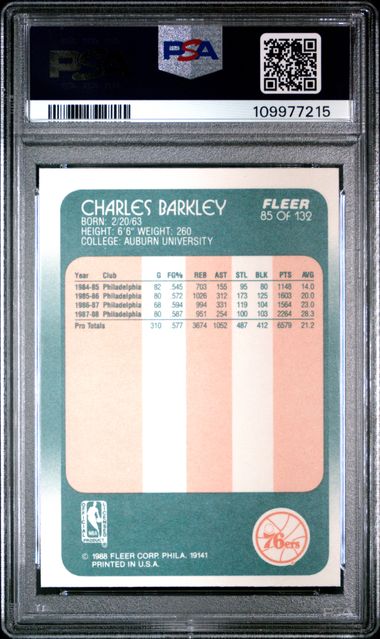 PSA
PSA
109977215
CHARLES BARKLEY
FLEER
BORN: 2/20/63
85 OF 132
HEIGHT: 6'6" WEIGHT: 260
COLLEGE: AUBURN UNIVERSITY
Year Club G FG% REB AST STL BLK PTS AVG
1984-85 Philadelphia 82 .545 703 155 95 80 1148 14.0
1985-86 Philadelphia 80 .572 1026 312 173 125 1603 20.0
1986-87 Philadelphia 68 .594 994 331 119 104 1564 23.0
1987-88 Philadelphia 80 .587 951 254 100 103 2264 28.3
Pro Totals 310 .577 3674 1052 487 412 6579 21.2
NBA
76ers
© 1988 FLEER CORP. PHILA. 19141
PRINTED IN U.S.A.
PSA